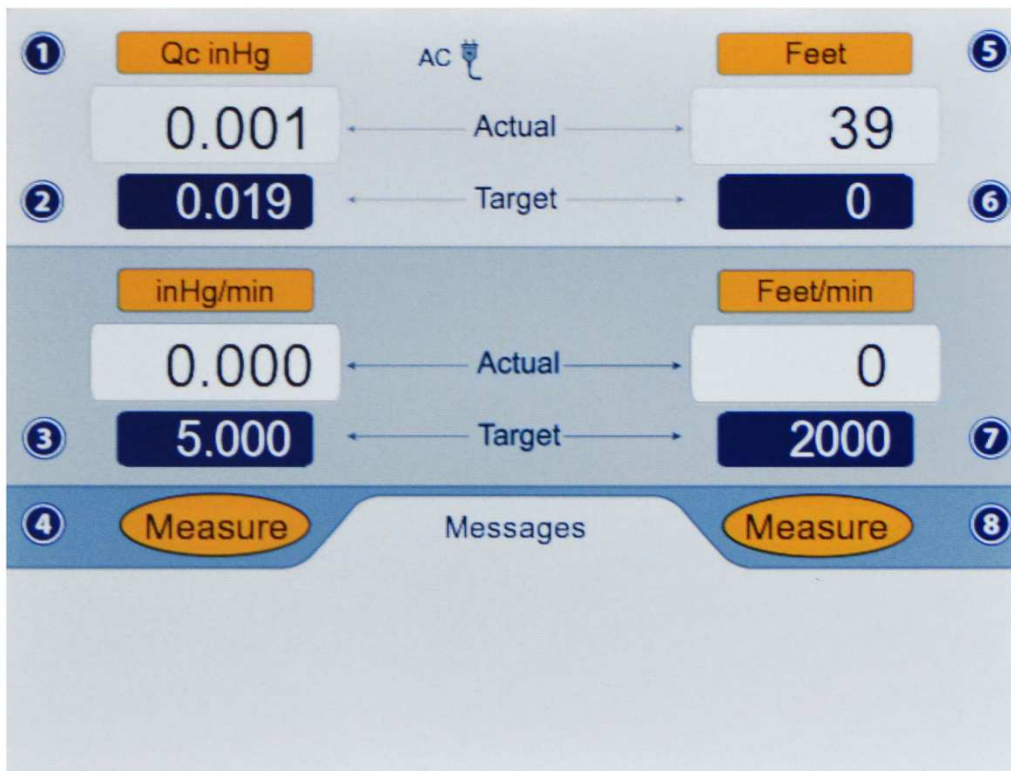 1 Qc inHg AC Feet 5
0.001 Actual 39
2 0.019 Target 0 6
inHg/min Feet/min
0.000 Actual 0
3 5.000 Target 2000 7
4 Measure Messages Measure 8